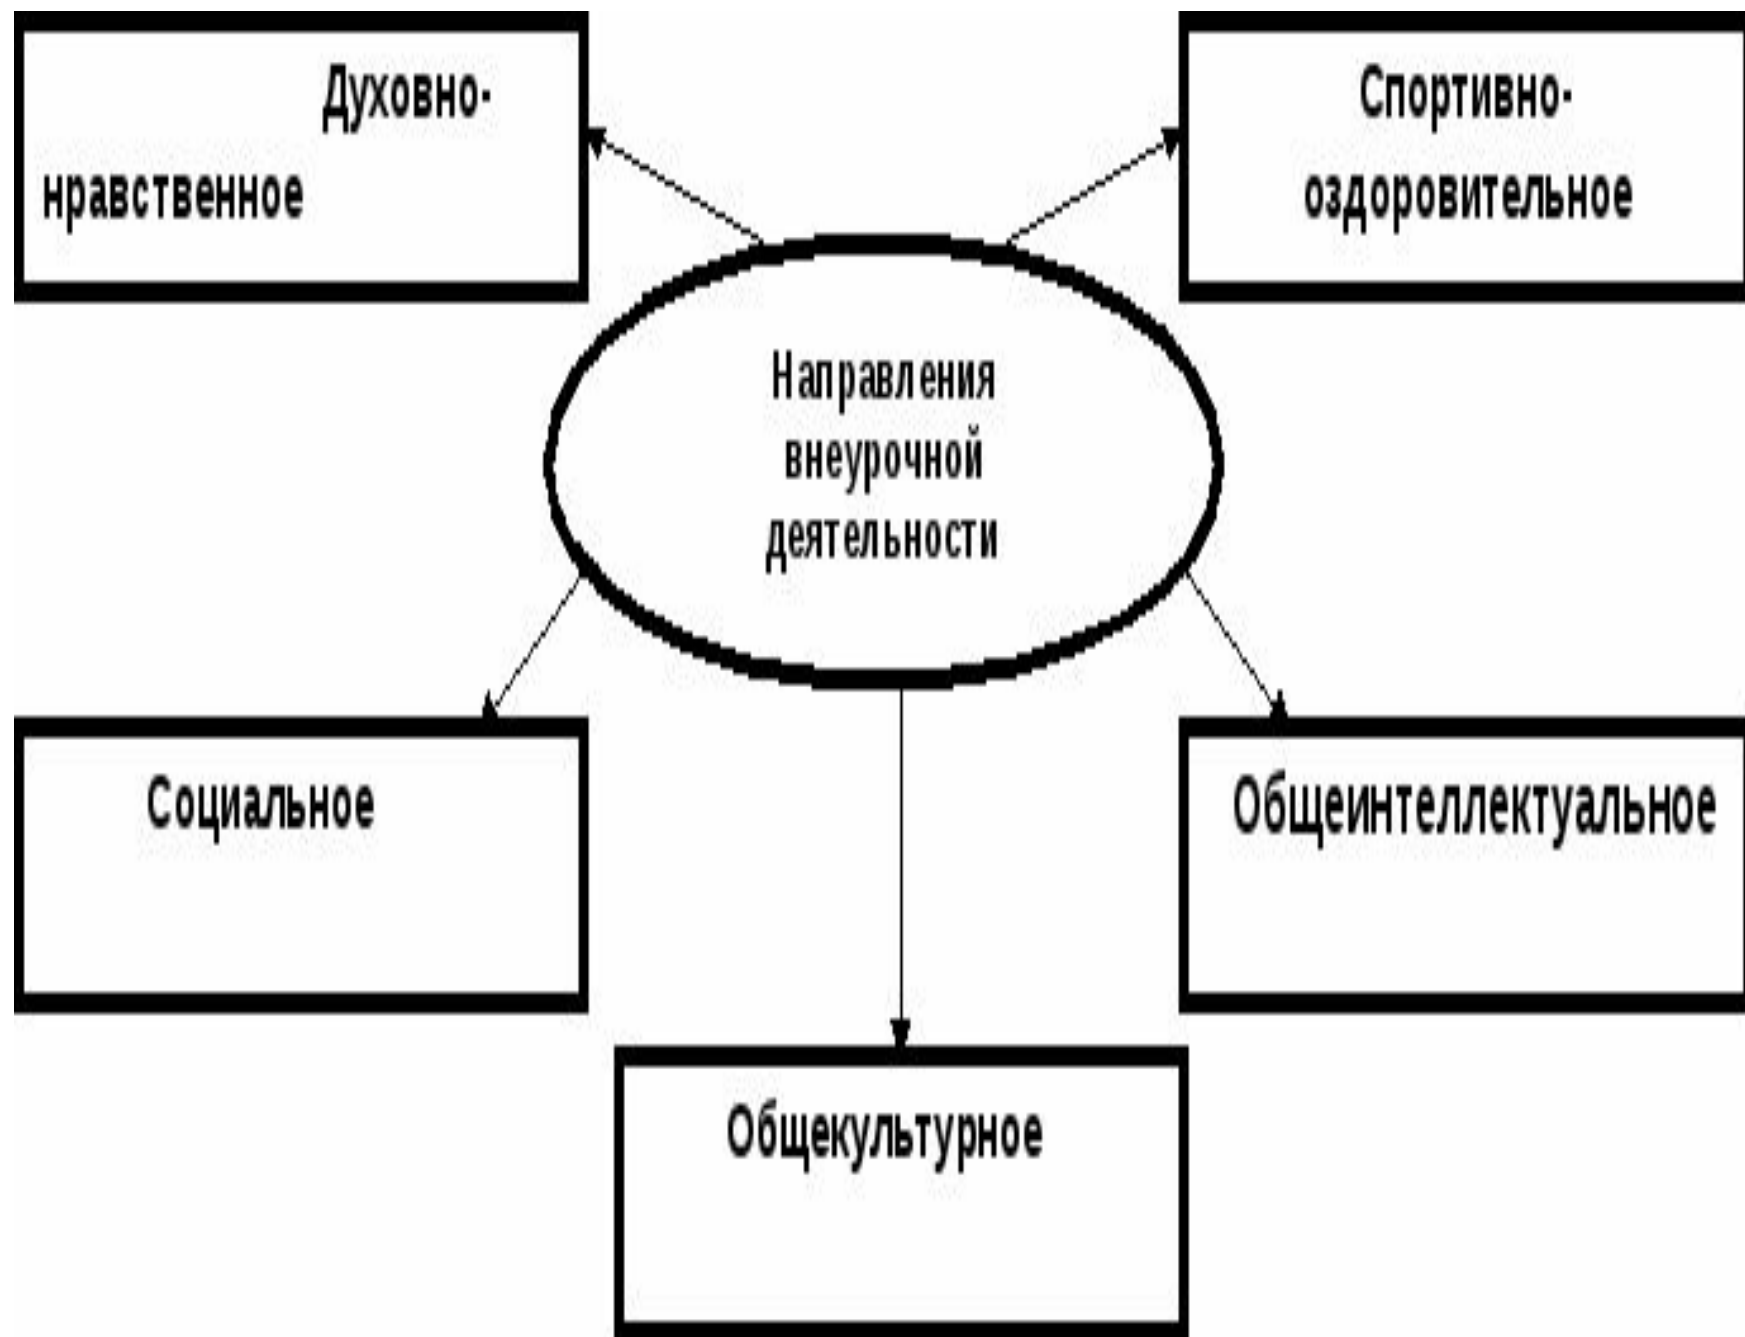 Духовно-
нравственное
Спортивно-
оздоровительное
Направления
внеурочной
деятельности
Социальное
Общеинтеллектуальное
Общекультурное